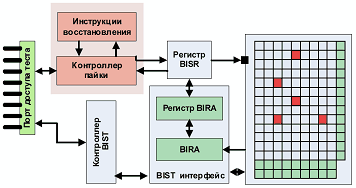 Инструкции
восстановления
Контроллер
пайки
Порт доступа теста
Регистр
BISR
Контроллер
BIST
Регистр BIRA
BIRA
BIST интерфейс